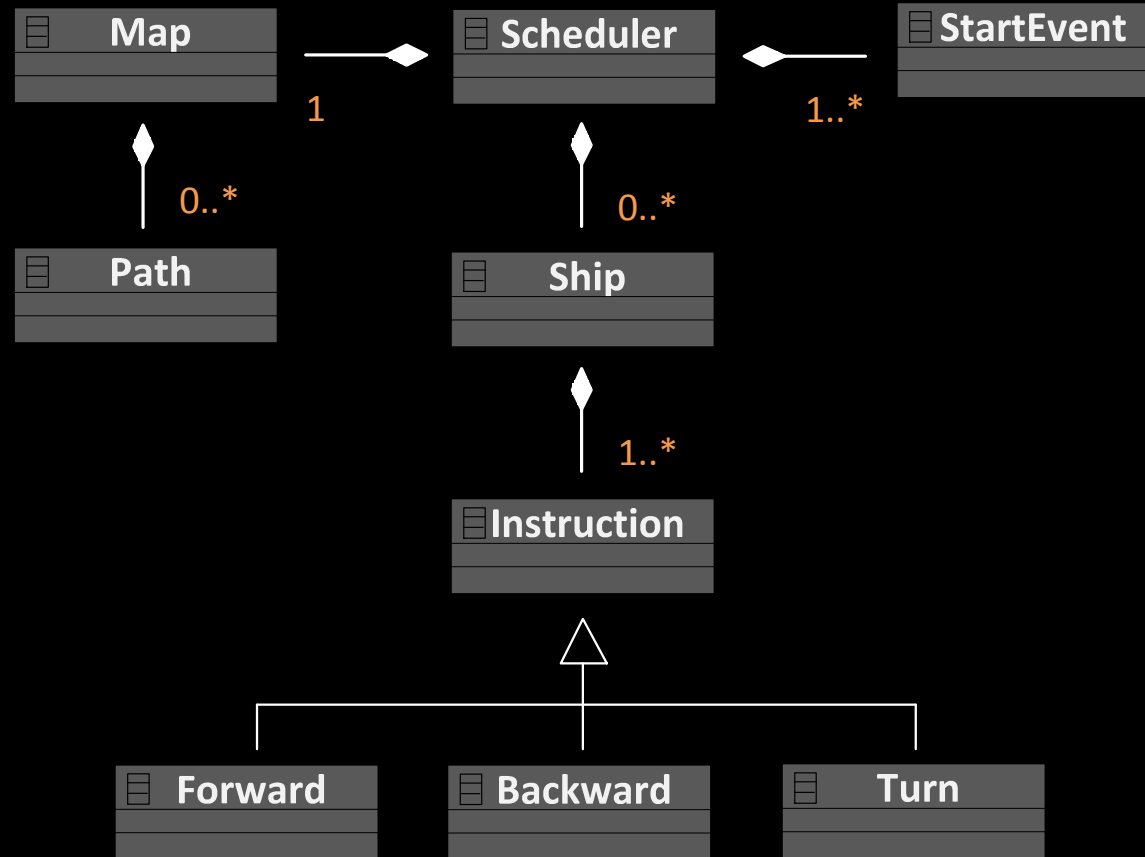 Map
Scheduler
StartEvent
1
1..*
0..*
0..*
Path
Ship
1..*
Instruction
Forward
Backward
Turn